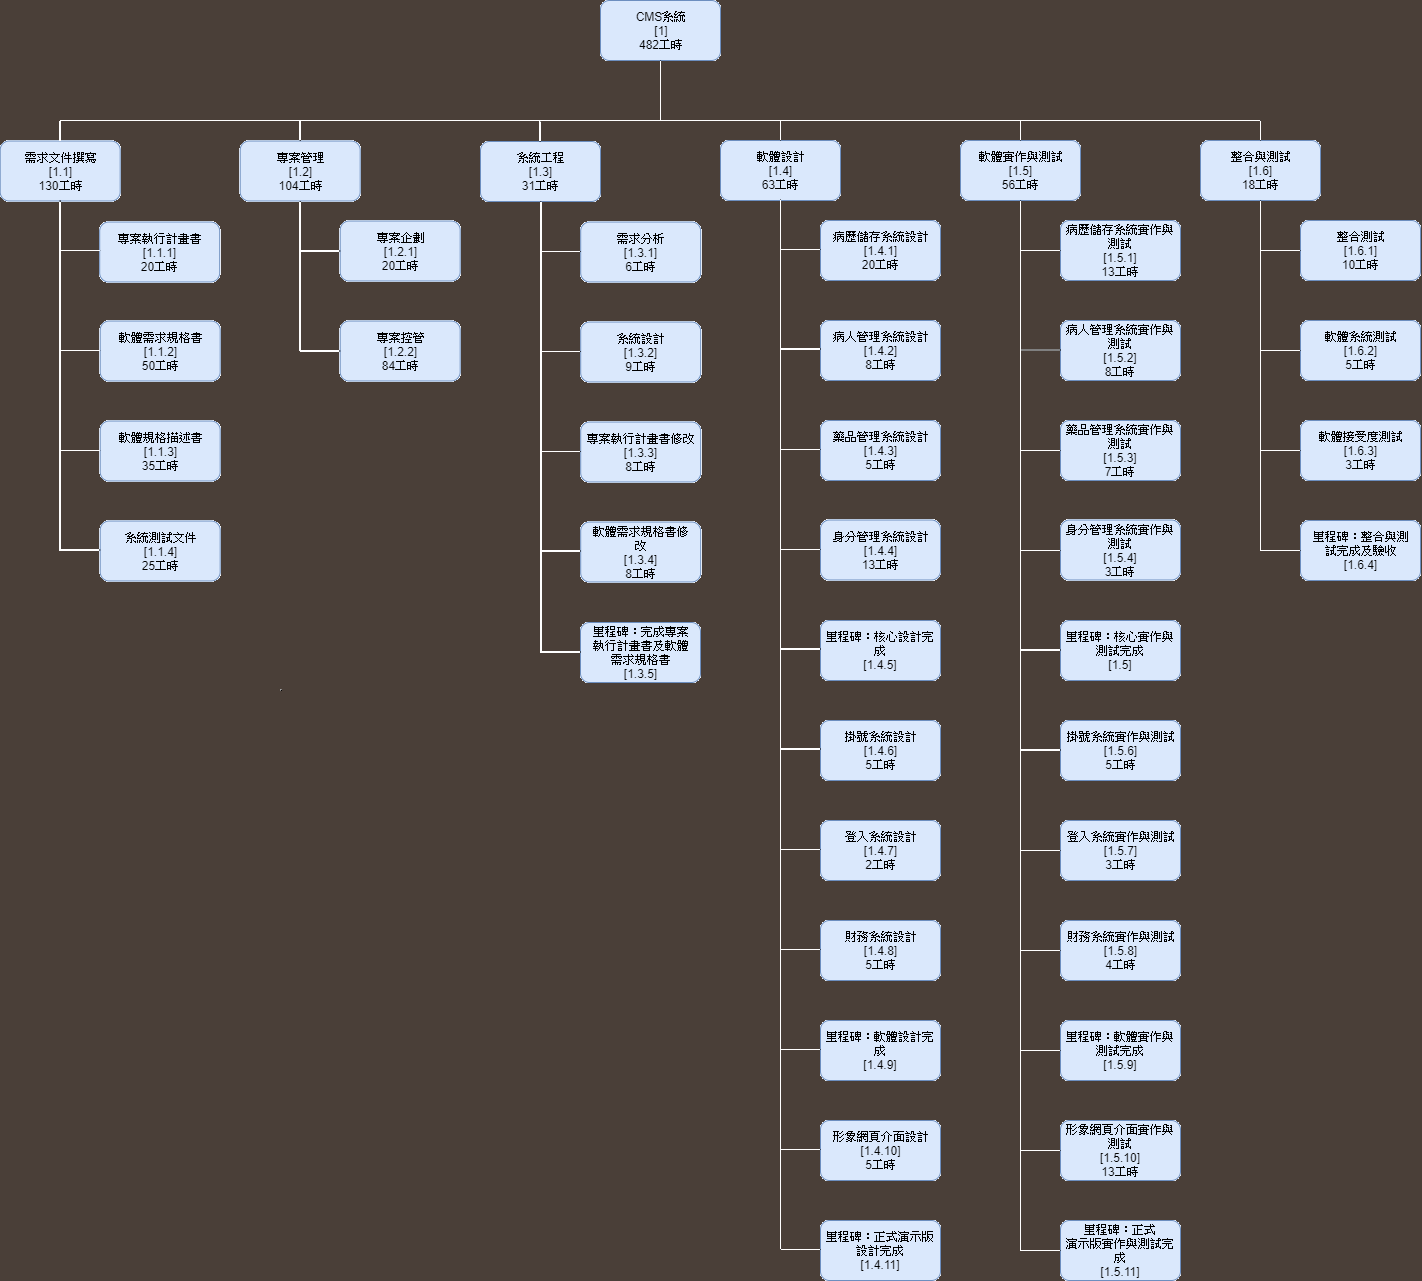 CMS系統
[1]
482工時
需求文件撰寫
[1.1]
130工時
專案執行計畫書
[1.1.1]
20工時
軟體需求規格書
[1.1.2]
50工時
軟體規格描述書
[1.1.3]
35工時
系統測試文件
[1.1.4]
25工時
專案管理
[1.2]
104工時
專案企劃
[1.2.1]
20工時
專案控管
[1.2.2]
84工時
系統工程
[1.3]
31工時
需求分析
[1.3.1]
6工時
系統設計
[1.3.2]
9工時
專案執行計畫書修改
[1.3.3]
8工時
軟體需求規格書修
改
[1.3.4]
8工時
里程碑：完成專案
執行計畫書及軟體
需求規格書
[1.3.5]
軟體設計
[1.4]
63工時
病歷儲存系統設計
[1.4.1]
20工時
病人管理系統設計
[1.4.2]
8工時
藥品管理系統設計
[1.4.3]
5工時
身分管理系統設計
[1.4.4]
13工時
里程碑：核心設計完
成
[1.4.5]
掛號系統設計
[1.4.6]
5工時
登入系統設計
[1.4.7]
2工時
財務系統設計
[1.4.8]
5工時
里程碑：軟體設計完
成
[1.4.9]
形象網頁介面設計
[1.4.10]
5工時
里程碑：正式演示版
設計完成
[1.4.11]
軟體實作與測試
[1.5]
56工時
病歷儲存系統實作與
測試
[1.5.1]
13工時
病人管理系統實作與
測試
[1.5.2]
8工時
藥品管理系統實作與
測試
[1.5.3]
7工時
身分管理系統實作與
測試
[1.5.4]
3工時
里程碑：核心實作與
測試完成
[1.5]
掛號系統實作與測試
[1.5.6]
5工時
登入系統實作與測試
[1.5.7]
3工時
財務系統實作與測試
[1.5.8]
4工時
里程碑：軟體實作與
測試完成
[1.5.9]
形象網頁介面實作與
測試
[1.5.10]
13工時
里程碑：正式
演示版實作與測試完
成
[1.5.11]
整合與測試
[1.6]
18工時
整合測試
[1.6.1]
10工時
軟體系統測試
[1.6.2]
5工時
軟體接受度測試
[1.6.3]
3工時
里程碑：整合與測
試完成及驗收
[1.6.4]